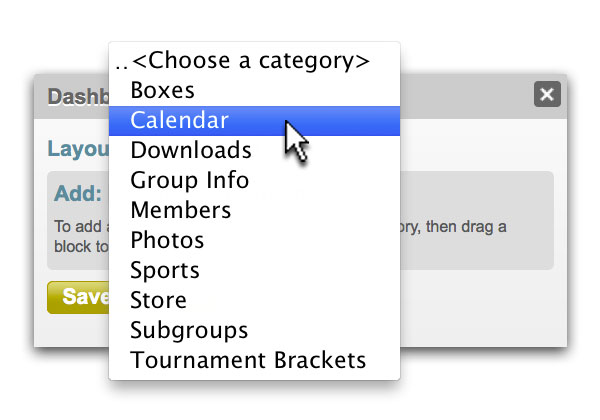 ..<Choose a category>
Boxes
Dashb
Calendar
Layou
Downloads
Group Info
Add:
Members
To add
ory, then drag a
Photos
block to
Sports
Store
Save
Subgroups
Tournament Brackets